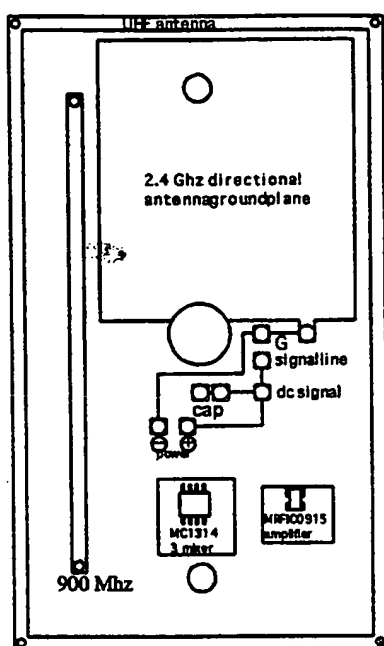 UHF antenna
2.4 Ghz directional
antennagroundplane
G
signalline
dc signal
cap
power
MC1314
3 mixer
MRFIC0915
amplifier
900 Mhz